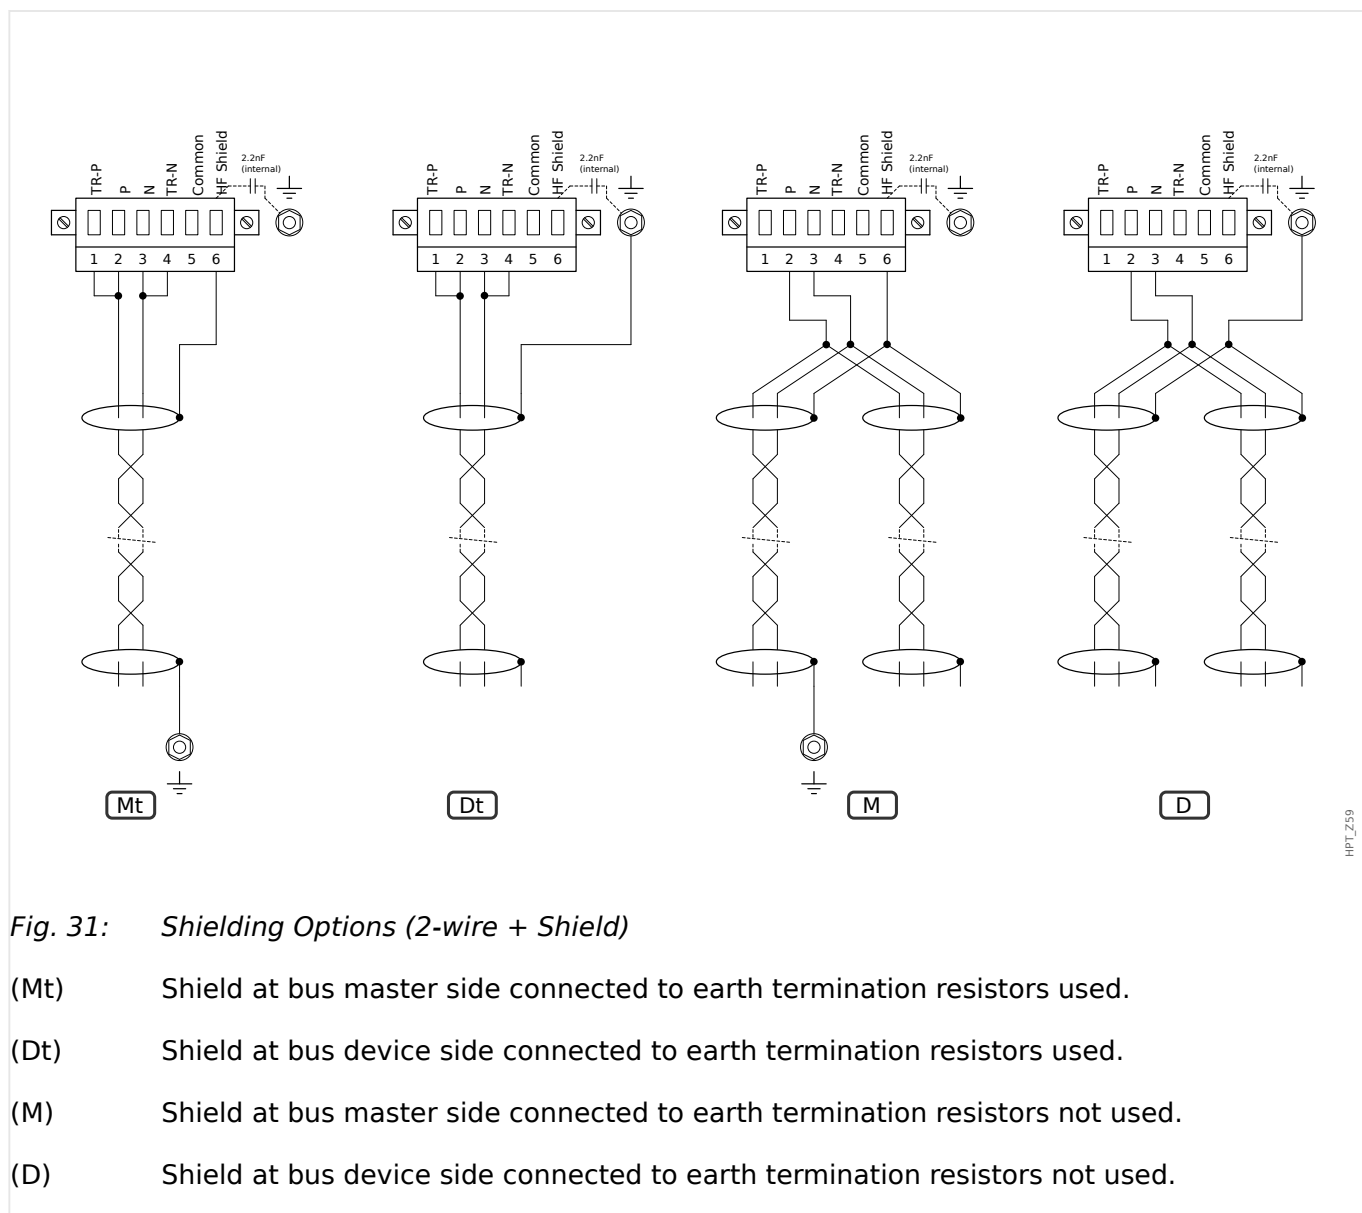 TR-P P N TR-N Common HF Shield 2.2nF (internal)
1 2 3 4 5 6
TR-P P N TR-N Common HF Shield 2.2nF (internal)
1 2 3 4 5 6
TR-P P N TR-N Common HF Shield 2.2nF (internal)
1 2 3 4 5 6
TR-P P N TR-N Common HF Shield 2.2nF (internal)
1 2 3 4 5 6
Mt
Dt
M
D
HPT_Z59
Fig. 31: Shielding Options (2-wire + Shield)
(Mt) Shield at bus master side connected to earth termination resistors used.
(Dt) Shield at bus device side connected to earth termination resistors used.
(M) Shield at bus master side connected to earth termination resistors not used.
(D) Shield at bus device side connected to earth termination resistors not used.